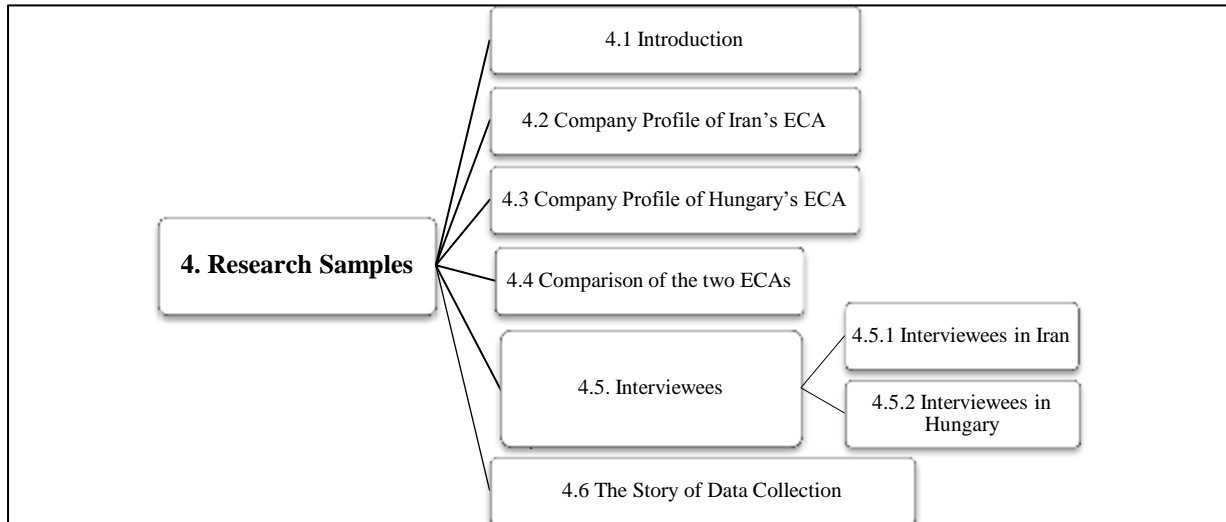 4.1 Introduction
4.2 Company Profile of Iran’s ECA
4.3 Company Profile of Hungary’s ECA
4. Research Samples
4.4 Comparison of the two ECAs
4.5. Interviewees
4.5.1 Interviewees in Iran
4.5.2 Interviewees in
Hungary
4.6 The Story of Data Collection